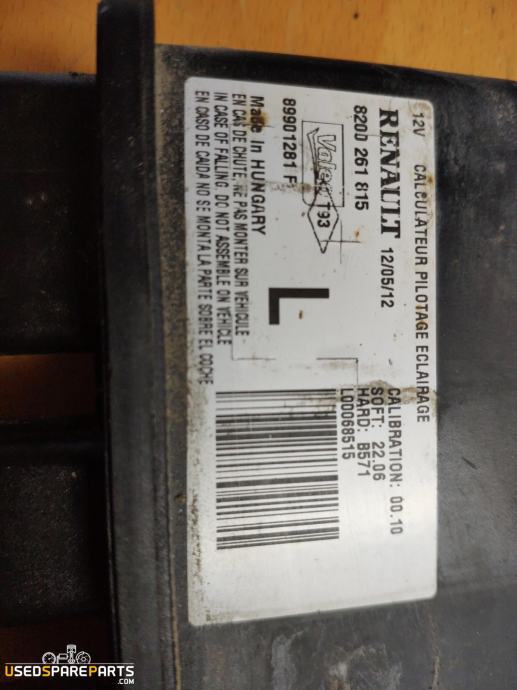 12V CALCULATEUR PILOTAGE ECLAIRAGE
RENAULT 12/05/12
8200 261 815
Valeo T93
89901281 F
L
CALIBRATION: 00.10
SOFT: 22.06
HARD: B571
L00068515
Made In HUNGARY
EN CAS DE CHUTE, NE PAS MONTER SUR VEHICULE -
IN CASE OF FALLING, DO NOT ASSEMBLE ON VEHICLE
EN CASO DE CAIDA NO SE MONTA LA PARTE SOBRE EL COCHE
USEDSPAREPARTS
.COM